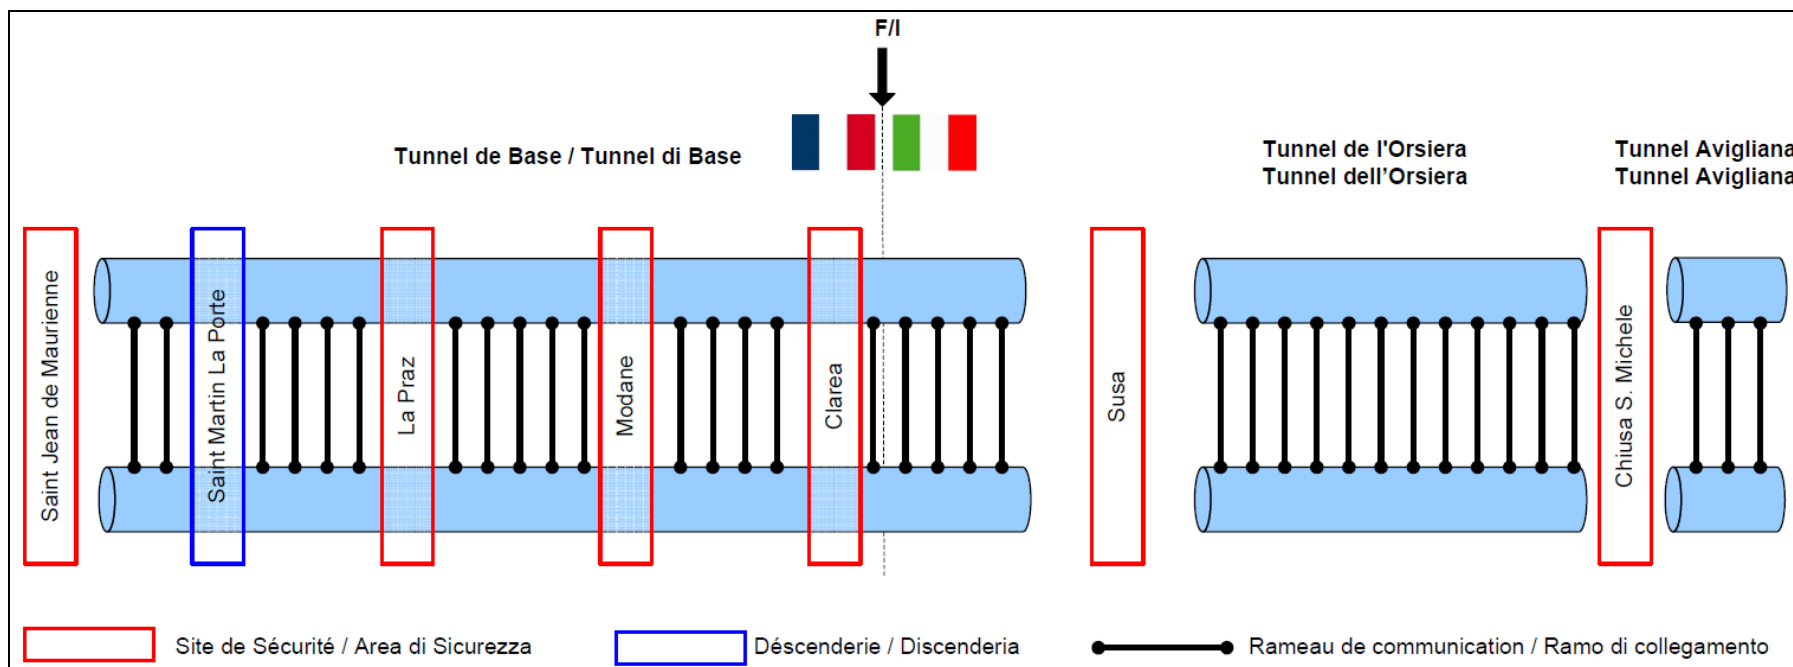 F/I
Tunnel de Base / Tunnel di Base
Tunnel de l'Orsiera
Tunnel dell'Orsiera
Tunnel Avigliana
Tunnel Avigliana
Saint Jean de Maurienne
Saint Martin La Porte
La Praz
Modane
Clarea
Susa
Chiusa S. Michele
Site de Sécurité / Area di Sicurezza
Déscenderie / Discenderia
Rameau de communication / Ramo di collegamento